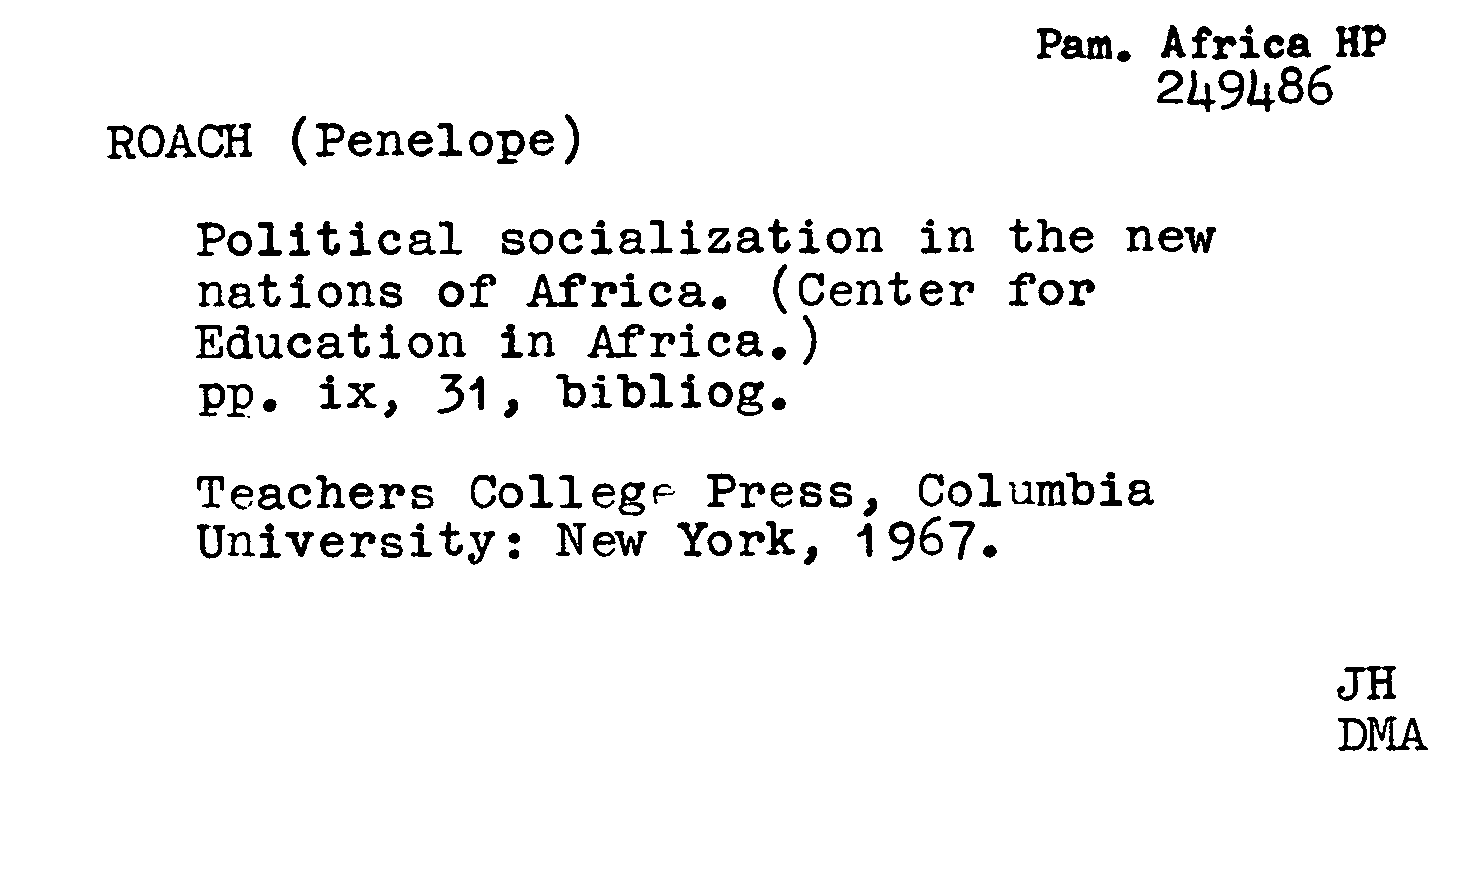 Pam. Africa HP
249486
ROACH (Penelope)
Political socialization in the new
nations of Africa. (Center for
Education in Africa.)
pp. ix, 31, bibliog.
Teachers College Press, Columbia
University: New York, 1967.
JH
DMA